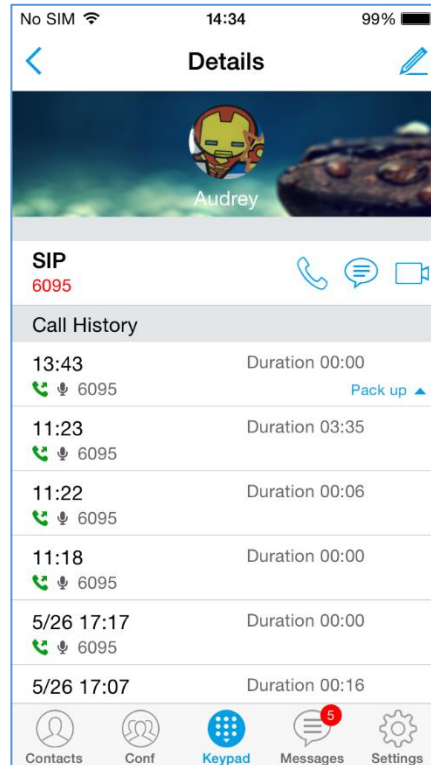 No SIM 14:34 99%
Details
Audrey
SIP
6095
Call History
13:43 Duration 00:00
6095 Pack up
11:23 Duration 03:35
6095
11:22 Duration 00:06
6095
11:18 Duration 00:00
6095
5/26 17:17 Duration 00:00
6095
5/26 17:07 Duration 00:16
5
Contacts Conf Keypad Messages Settings